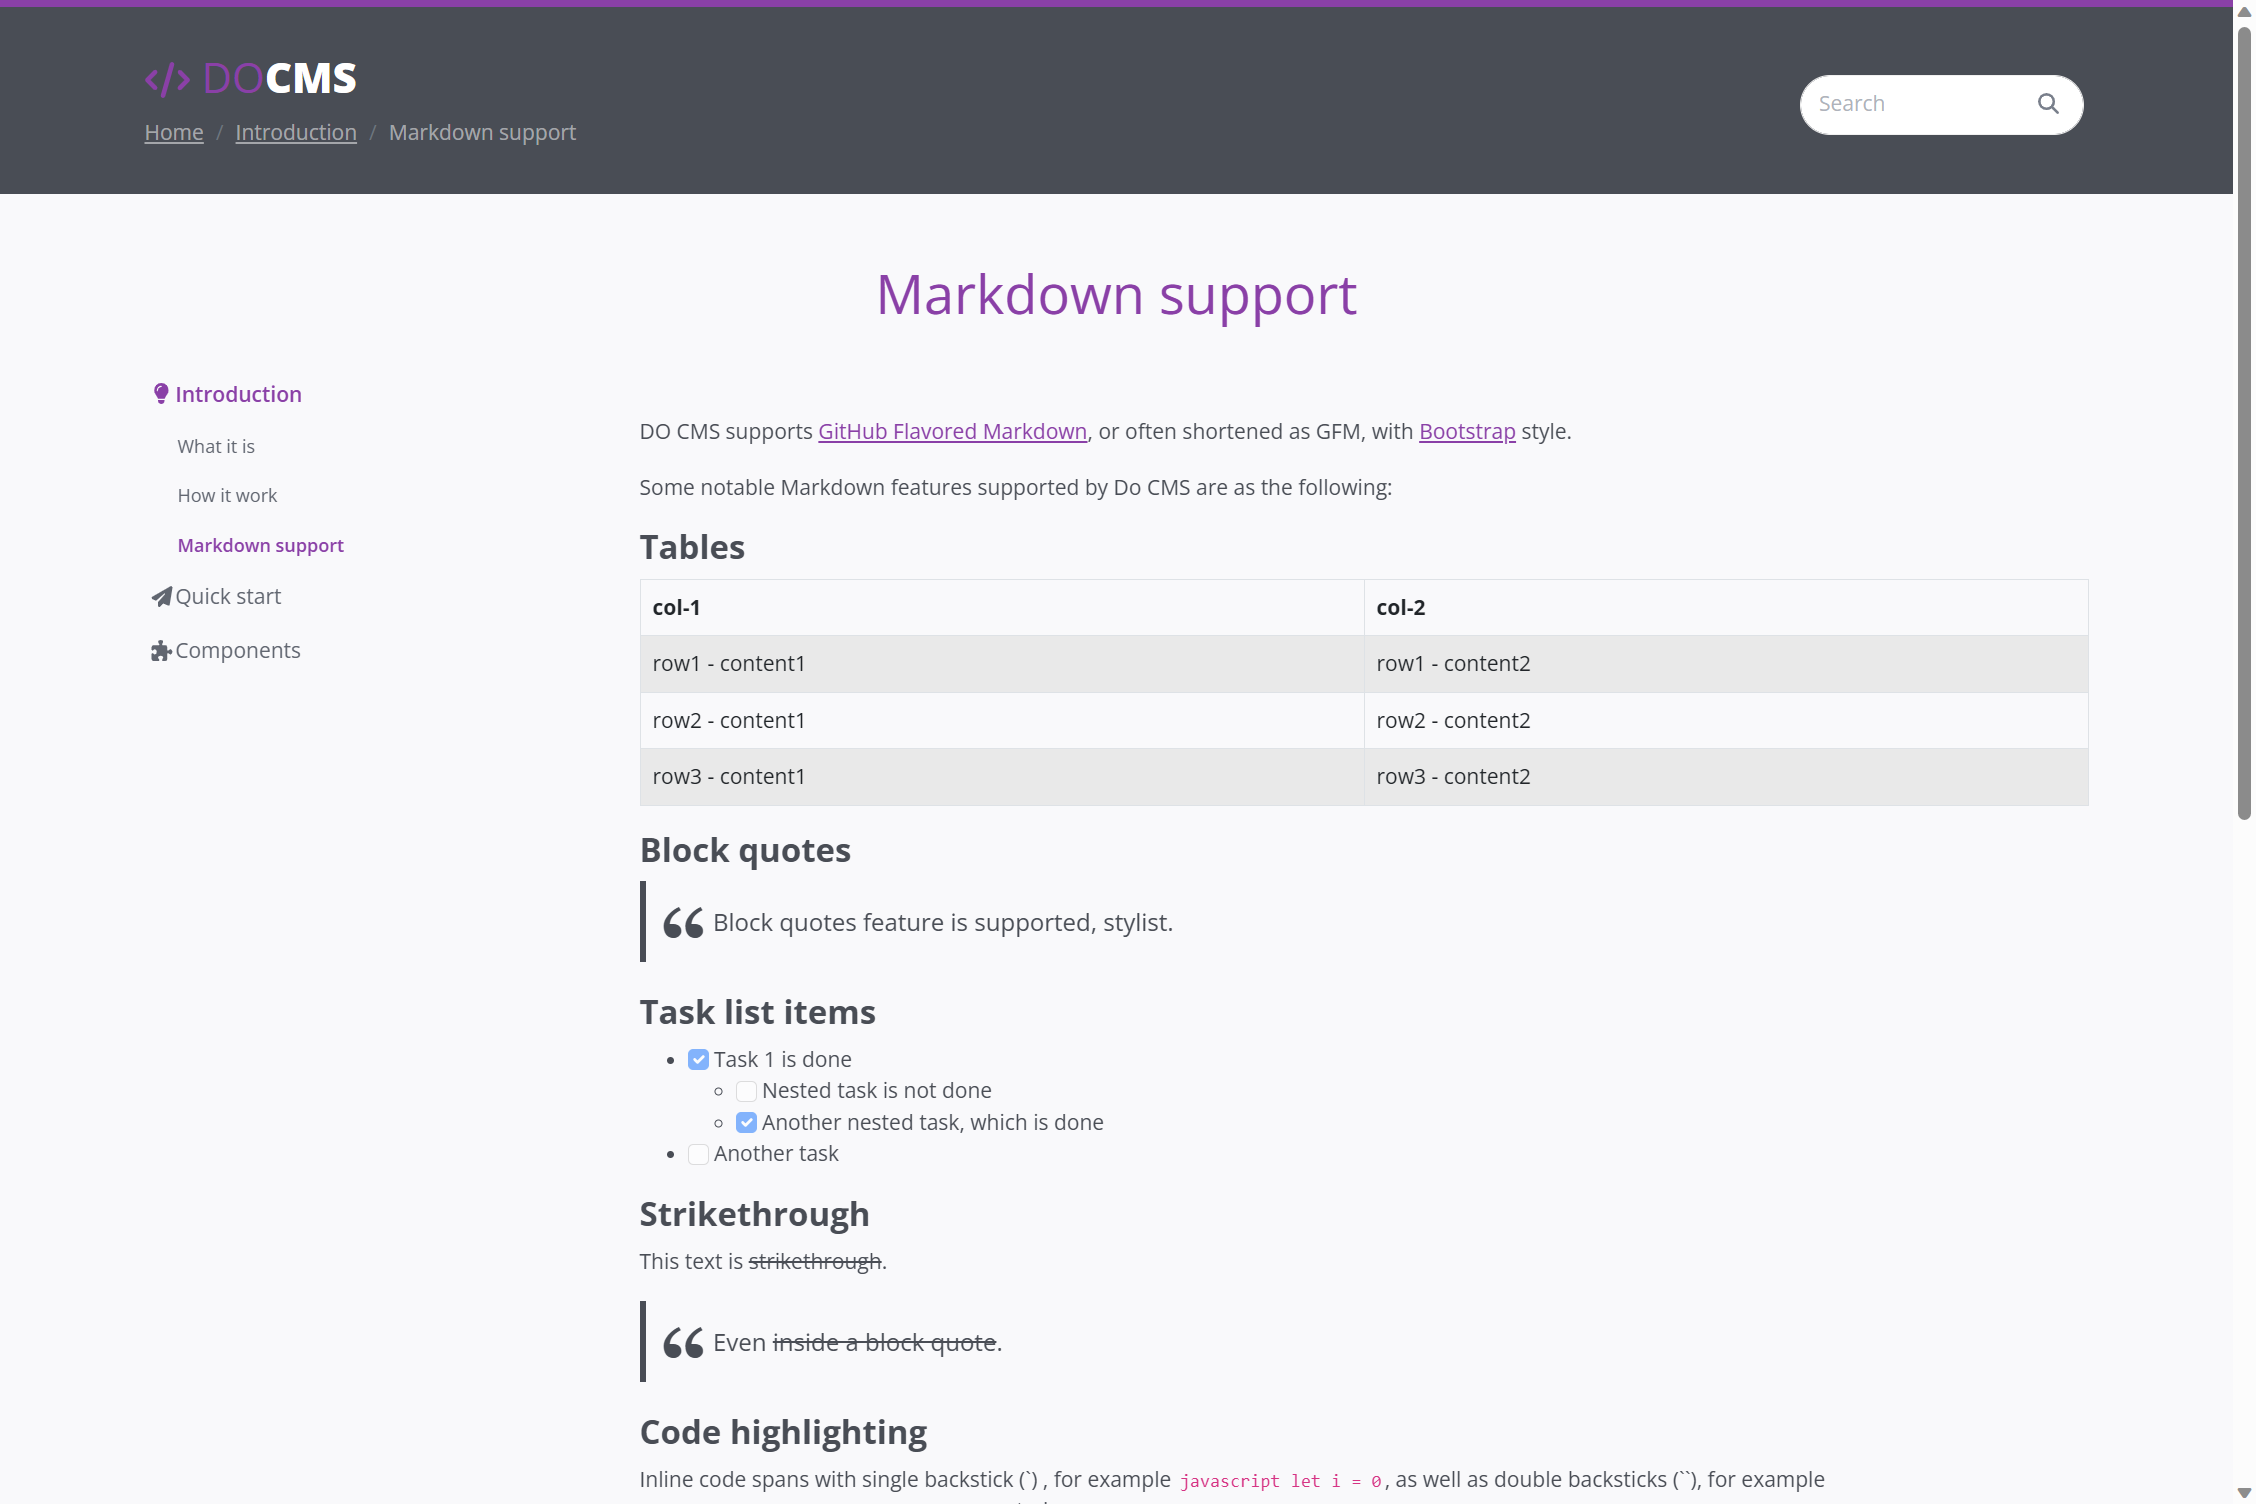 DOCMS
Home / Introduction / Markdown support
Search
Markdown support
Introduction
What it is
How it work
Markdown support
Quick start
Components
DO CMS supports GitHub Flavored Markdown, or often shortened as GFM, with Bootstrap style.
Some notable Markdown features supported by Do CMS are as the following:
Tables
col-1 col-2
row1 - content1 row1 - content2
row2 - content1 row2 - content2
row3 - content1 row3 - content2
Block quotes
Block quotes feature is supported, stylist.
Task list items
Task 1 is done
Nested task is not done
Another nested task, which is done
Another task
Strikethrough
This text is strikethrough.
Even inside a block quote.
Code highlighting
Inline code spans with single backstick (`) , for example javascript let i = 0, as well as double backsticks (``), for example